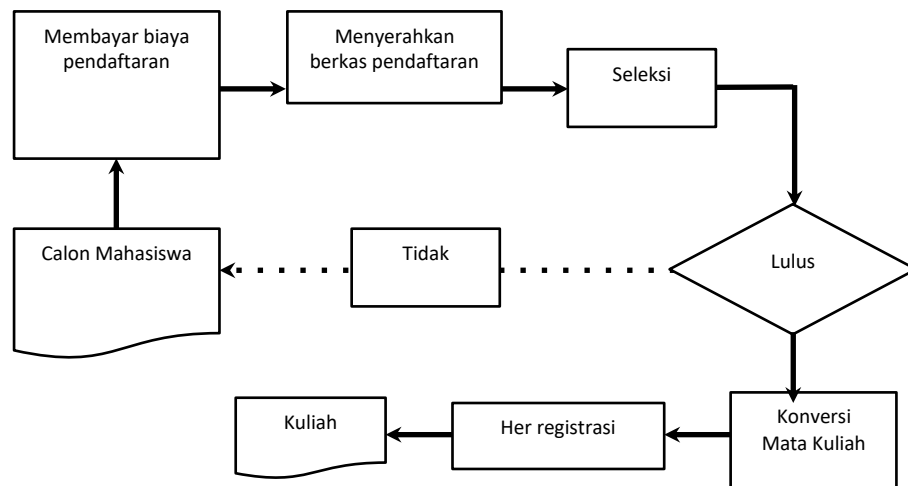 Membayar biaya
pendaftaran
Menyerahkan
berkas pendaftaran
Seleksi
Calon Mahasiswa
Tidak
Lulus
Kuliah
Her registrasi
Konversi
Mata Kuliah